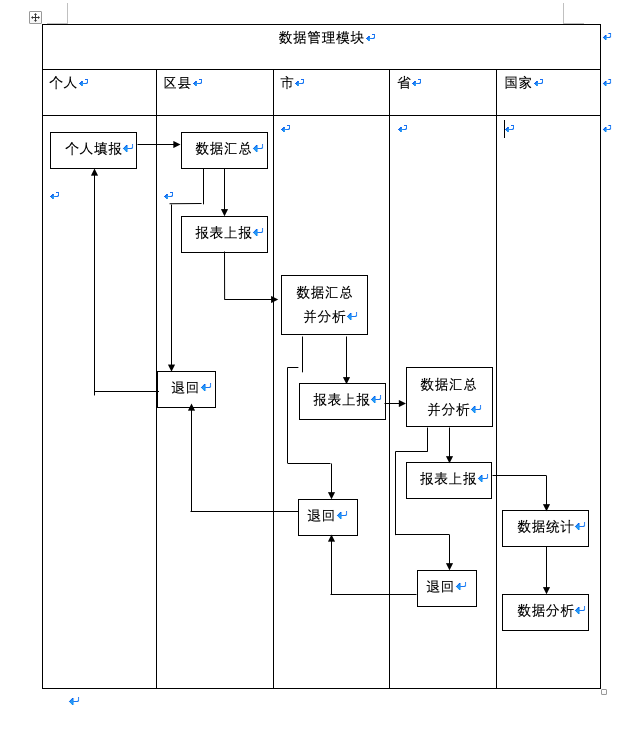 数据管理模块
个人
区县
市
省
国家
个人填报
数据汇总
报表上报
数据汇总
并分析
退回
报表上报
数据汇总
并分析
报表上报
退回
数据统计
退回
数据分析